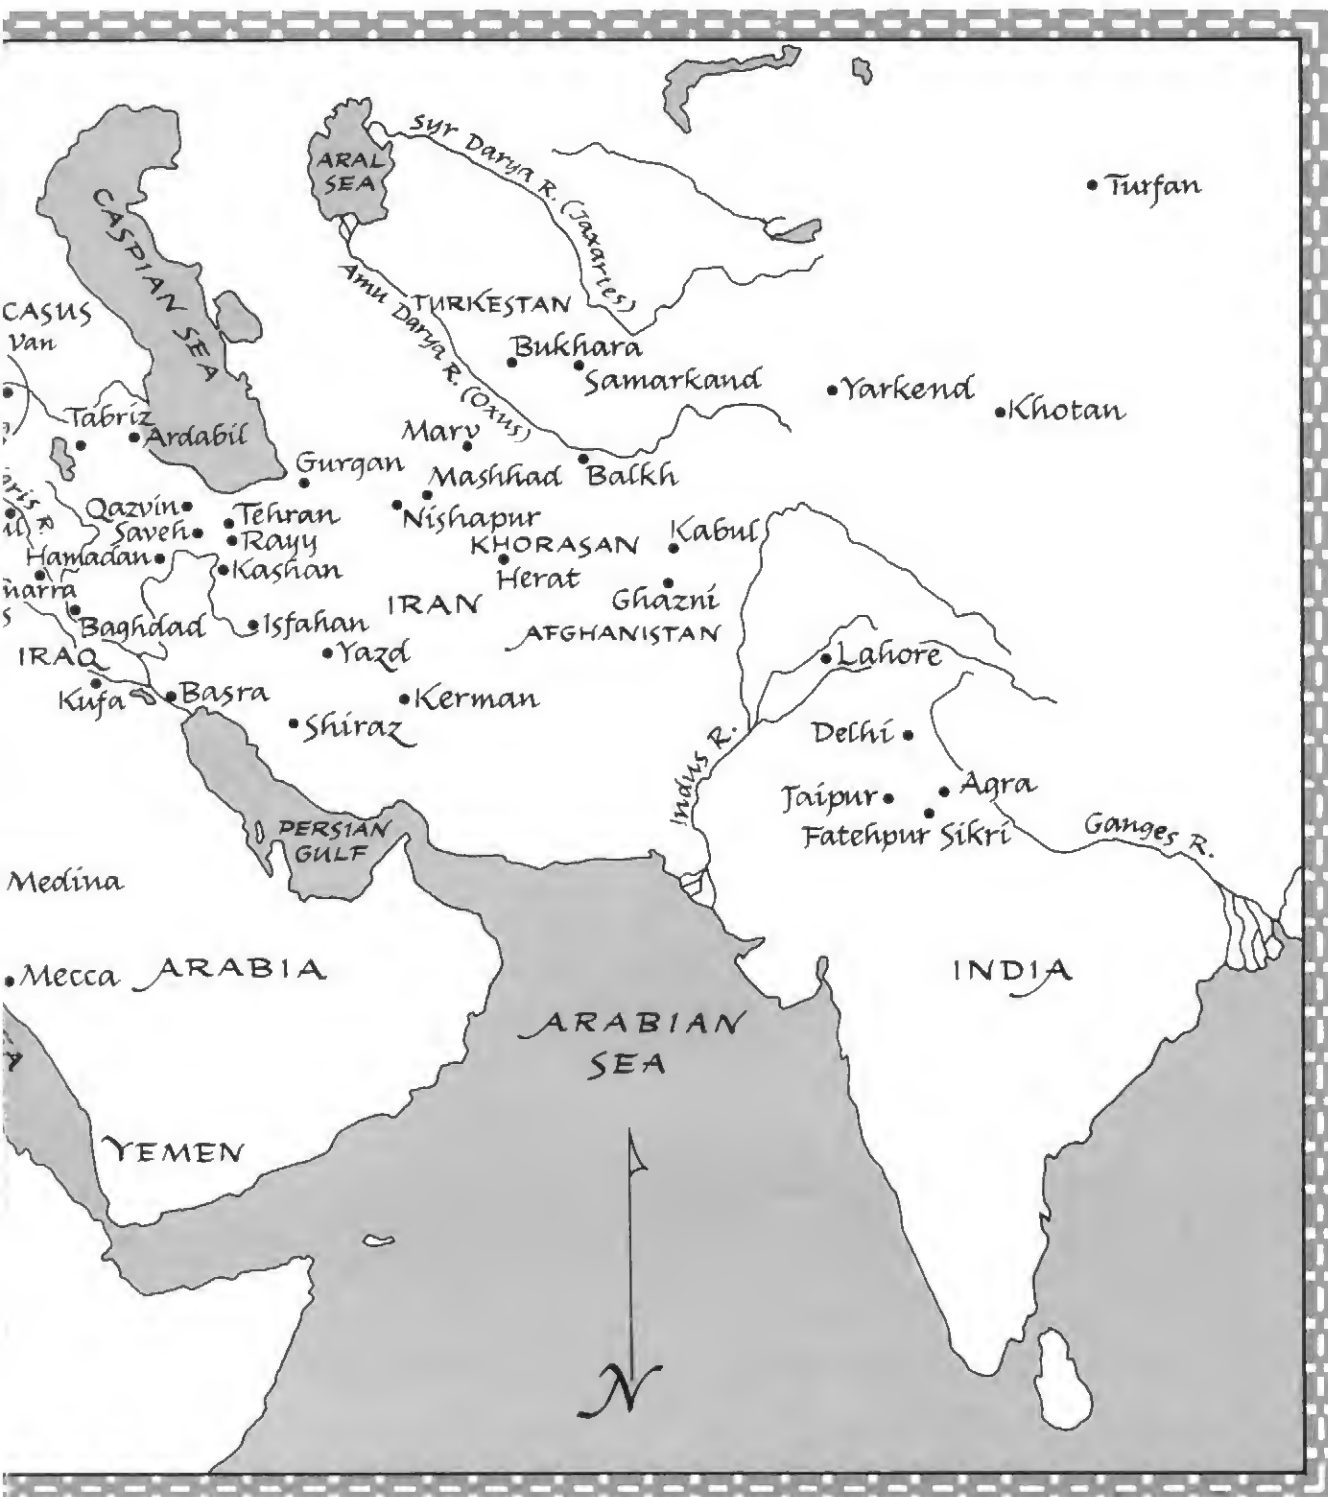 Syr Darya R. (Jaxartes)
ARAL
SEA
Turfan
CASPIAN SEA
Amu Darya R. (Oxus)
TURKESTAN
CASUS
Van
Bukhara
Samarkand
Yarkend
Khotan
Tabriz
Ardabil
Marv
Gurgan
Mashhad
Balkh
Qazvin
Tehran
Nishapur
Saveh
Rayy
KHORASAN
Kabul
Hamadan
Kashan
Herat
Ghazni
narra
IRAN
Baghdad
Isfahan
AFGHANISTAN
IRAQ
Yazd
Lahore
Kufa
Basra
Kerman
Shiraz
Delhi
Indus R.
Jaipur
Agra
Fatehpur Sikri
Ganges R.
PERSIAN
GULF
Medina
Mecca
ARABIA
INDIA
ARABIAN
SEA
YEMEN
N